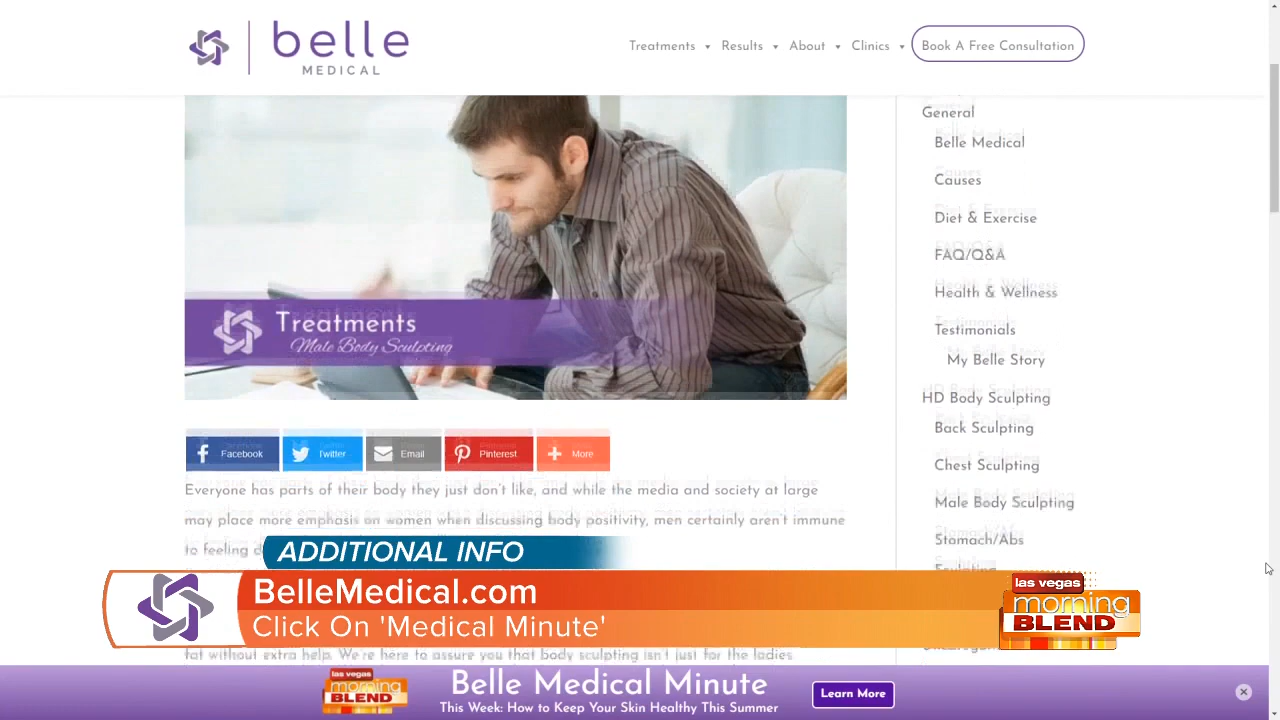 belle
MEDICAL
Treatments Results About Clinics Book A Free Consultation
General
Belle Medical
Causes
Diet & Exercise
FAQ/Q&A
Health & Wellness
Testimonials
My Belle Story
HD Body Sculpting
Back Sculpting
Chest Sculpting
Male Body Sculpting
Stomach/Abs
Sculpting
Treatments
Male Body Sculpting
Facebook Twitter Email Pinterest More
Everyone has parts of their body they just don't like, and while the media and society at large
may place more emphasis on women when discussing body positivity, men certainly aren't immune
to feeling
ADDITIONAL INFO
BelleMedical.com
Click On 'Medical Minute'
las vegas
morning
BLEND
fat without extra help. We're here to assure you that body sculpting isn't just for the ladies
las vegas
morning
BLEND
Belle Medical Minute
This Week: How to Keep Your Skin Healthy This Summer
Learn More